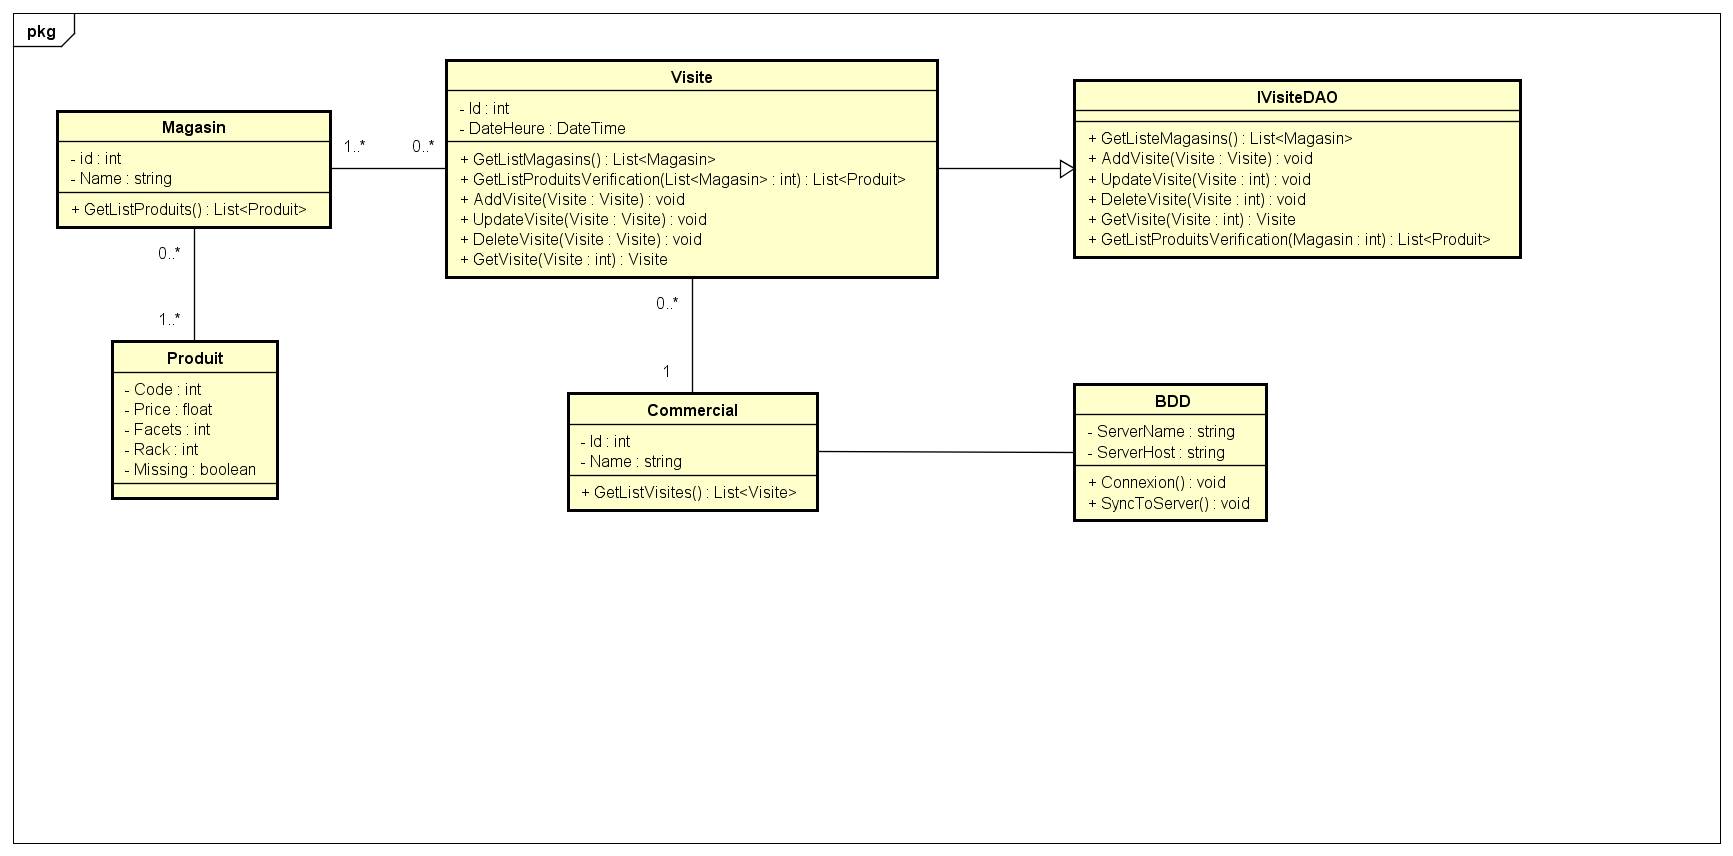 pkg
Magasin
- id : int
- Name : string
+ GetListProduits() : List<Produit>
1..*
0..*
Visite
- Id : int
- DateHeure : DateTime
+ GetListMagasins() : List<Magasin>
+ GetListProduitsVerification(List<Magasin> : int) : List<Produit>
+ AddVisite(Visite : Visite) : void
+ UpdateVisite(Visite : Visite) : void
+ DeleteVisite(Visite : Visite) : void
+ GetVisite(Visite : int) : Visite
IVisiteDAO
+ GetListeMagasins() : List<Magasin>
+ AddVisite(Visite : Visite) : void
+ UpdateVisite(Visite : int) : void
+ DeleteVisite(Visite : int) : void
+ GetVisite(Visite : int) : Visite
+ GetListProduitsVerification(Magasin : int) : List<Produit>
0..*
1..*
Produit
- Code : int
- Price : float
- Facets : int
- Rack : int
- Missing : boolean
0..*
1
Commercial
- Id : int
- Name : string
+ GetListVisites() : List<Visite>
BDD
- ServerName : string
- ServerHost : string
+ Connexion() : void
+ SyncToServer() : void